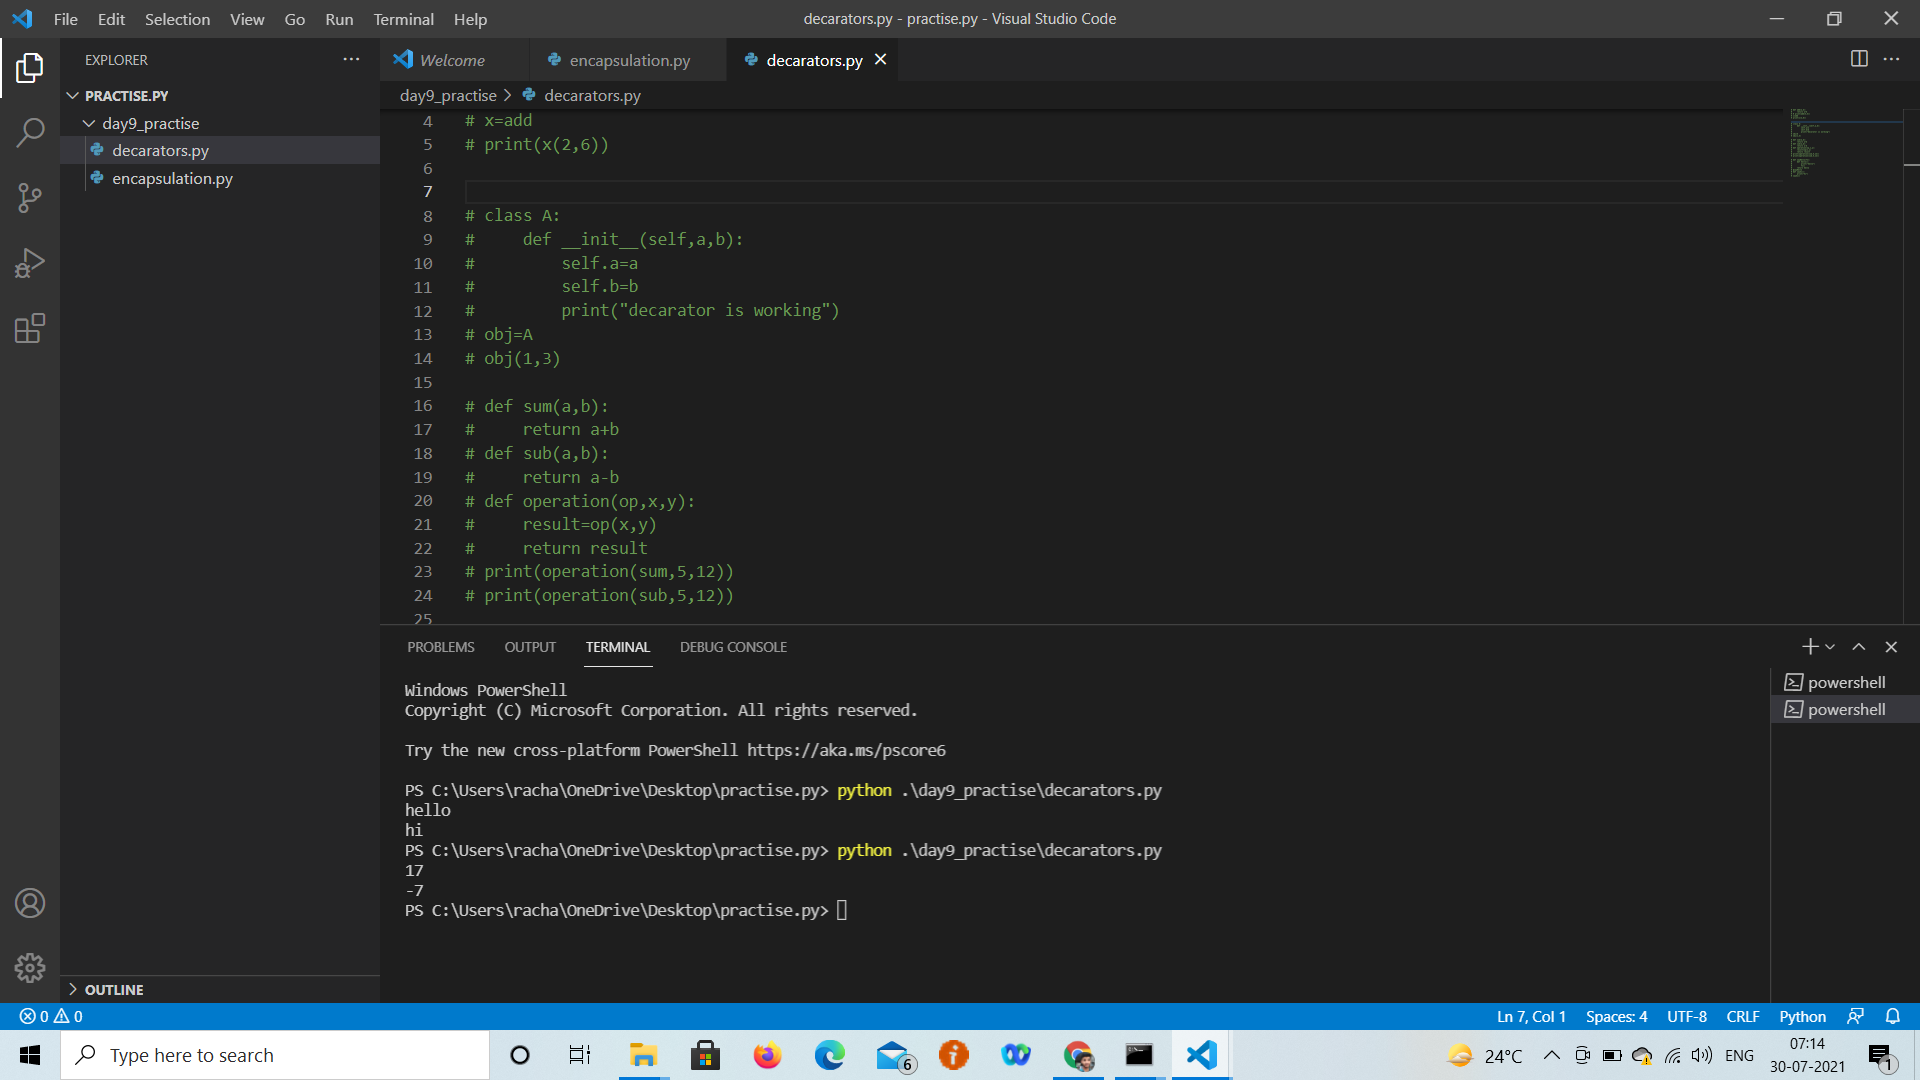 File Edit Selection View Go Run Terminal Help
decarators.py - practise.py - Visual Studio Code
EXPLORER
PRACTISE.PY
day9_practise
decarators.py
encapsulation.py
OUTLINE
Welcome
encapsulation.py
decarators.py
day9_practise > decarators.py
4 # x=add
5 # print(x(2,6))
6
7
8 # class A:
9 #     def __init__(self,a,b):
10 #         self.a=a
11 #         self.b=b
12 #         print("decarator is working")
13 # obj=A
14 # obj(1,3)
15
16 # def sum(a,b):
17 #     return a+b
18 # def sub(a,b):
19 #     return a-b
20 # def operation(op,x,y):
21 #     result=op(x,y)
22 #     return result
23 # print(operation(sum,5,12))
24 # print(operation(sub,5,12))
25
PROBLEMS OUTPUT TERMINAL DEBUG CONSOLE
Windows PowerShell
Copyright (C) Microsoft Corporation. All rights reserved.
Try the new cross-platform PowerShell https://aka.ms/pscore6
PS C:\Users\racha\OneDrive\Desktop\practise.py> python .\day9_practise\decarators.py
hello
hi
PS C:\Users\racha\OneDrive\Desktop\practise.py> python .\day9_practise\decarators.py
17
-7
PS C:\Users\racha\OneDrive\Desktop\practise.py>
powershell
powershell
0 0
Ln 7, Col 1 Spaces: 4 UTF-8 CRLF Python
Type here to search
6
24°C
ENG
07:14
30-07-2021
1